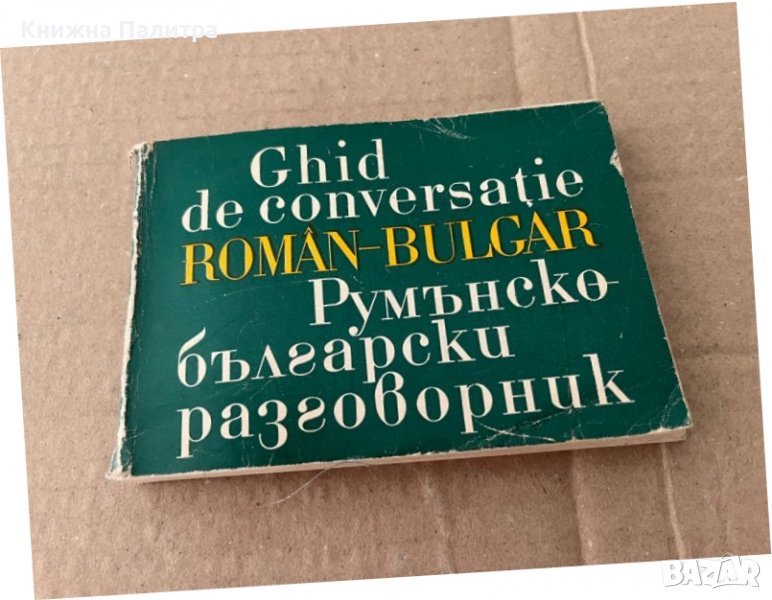 Книжна Палитра
Ghid
de conversație
ROMÂN-BULGAR
Румънско-
български
разговорник
BAZAR